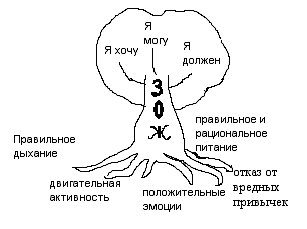 Я
могу
Я хочу
Я
должен
З
О
Ж
правильное и
рациональное
питание
Правильное
дыхание
отказ от
вредных
привычек
двигательная
активность
положительные
эмоции